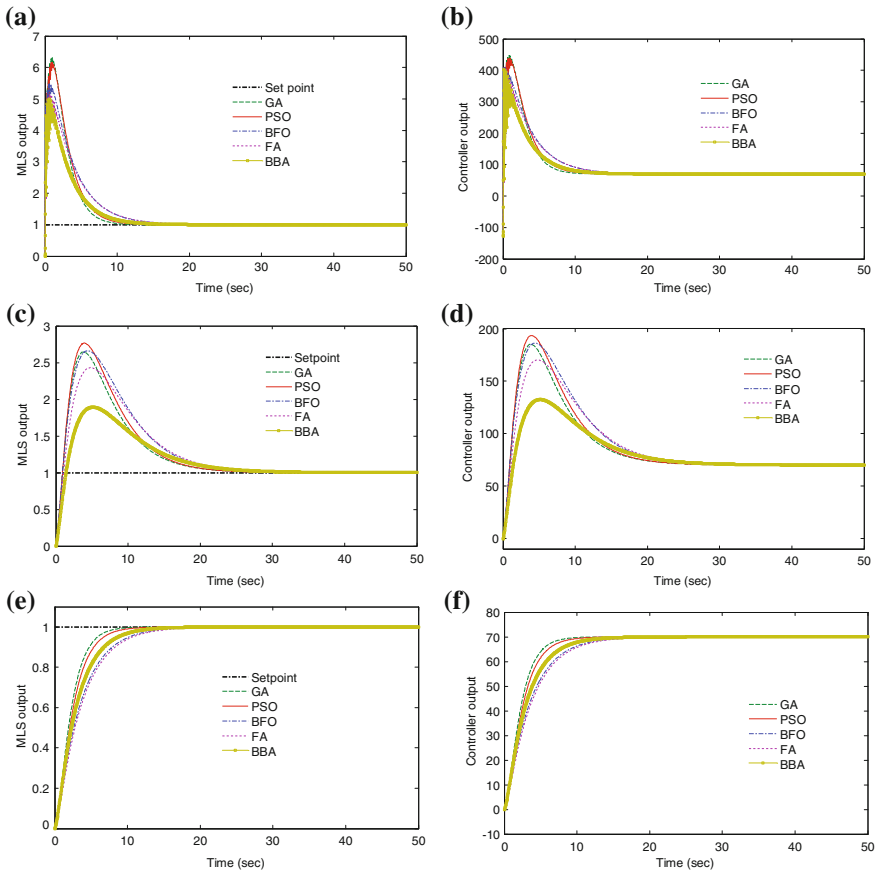 (a)
7
6
5
4
3
2
1
0
MLS output
0
10
20
30
40
50
Time (sec)
Set point
GA
PSO
BFO
FA
BBA
(b)
500
400
300
200
100
0
-100
-200
Controller output
0
10
20
30
40
50
Time (sec)
GA
PSO
BFO
FA
BBA
(c)
3
2.5
2
1.5
1
0.5
0
MLS output
0
10
20
30
40
50
Time (sec)
Setpoint
GA
PSO
BFO
FA
BBA
(d)
200
150
100
50
0
Controller output
0
10
20
30
40
50
Time (sec)
GA
PSO
BFO
FA
BBA
(e)
1
0.8
0.6
0.4
0.2
0
MLS output
0
10
20
30
40
50
Time (sec)
Setpoint
GA
PSO
BFO
FA
BBA
(f)
80
70
60
50
40
30
20
10
0
-10
Controller output
0
10
20
30
40
50
Time (sec)
GA
PSO
BFO
FA
BBA